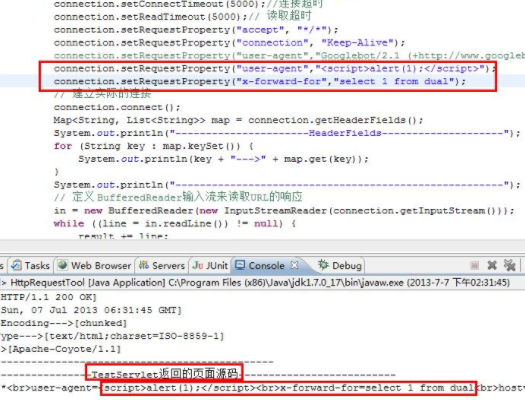 connection.setConnectTimeout(5000);//连接超时
connection.setReadTimeout(5000);// 读取超时
connection.setRequestProperty("accept", "*/*");
connection.setRequestProperty("connection", "Keep-Alive");
connection.setRequestProperty("user-agent","Googlebot/2.1 (+http://www.googleb
connection.setRequestProperty("user-agent","<script>alert(1);</script>");
connection.setRequestProperty("x-forward-for","select 1 from dual");
// 建立实际的连接
connection.connect();
Map<String, List<String>> map = connection.getHeaderFields();
System.out.println("--------------------HeaderFields-------------------");
for (String key : map.keySet()) {
System.out.println(key + "--->" + map.get(key));
}
System.out.println("---------------------------------------------------");
// 定义BufferedReader输入流来读取URL的响应
in = new BufferedReader(new InputStreamReader(connection.getInputStream()));
while ((line = in.readLine()) != null) {
result += line;
s Tasks Web Browser Servers JUnit Console Debug
> HttpRequestTool [Java Application] C:\Program Files (x86)\Java\jdk1.7.0_17\bin\javaw.exe (2013-7-7 下午02:31:45)
HTTP/1.1 200 OK]
Sun, 07 Jul 2013 06:31:45 GMT]
Encoding--->[chunked]
ype--->[text/html;charset=ISO-8859-1]
>[Apache-Coyote/1.1]
---------------------------------------
-------------TestServlet返回的页面源码-----------------------
*<br>user-agent=<script>alert(1);</script><br>x-forward-for=select 1 from dual<br>host=